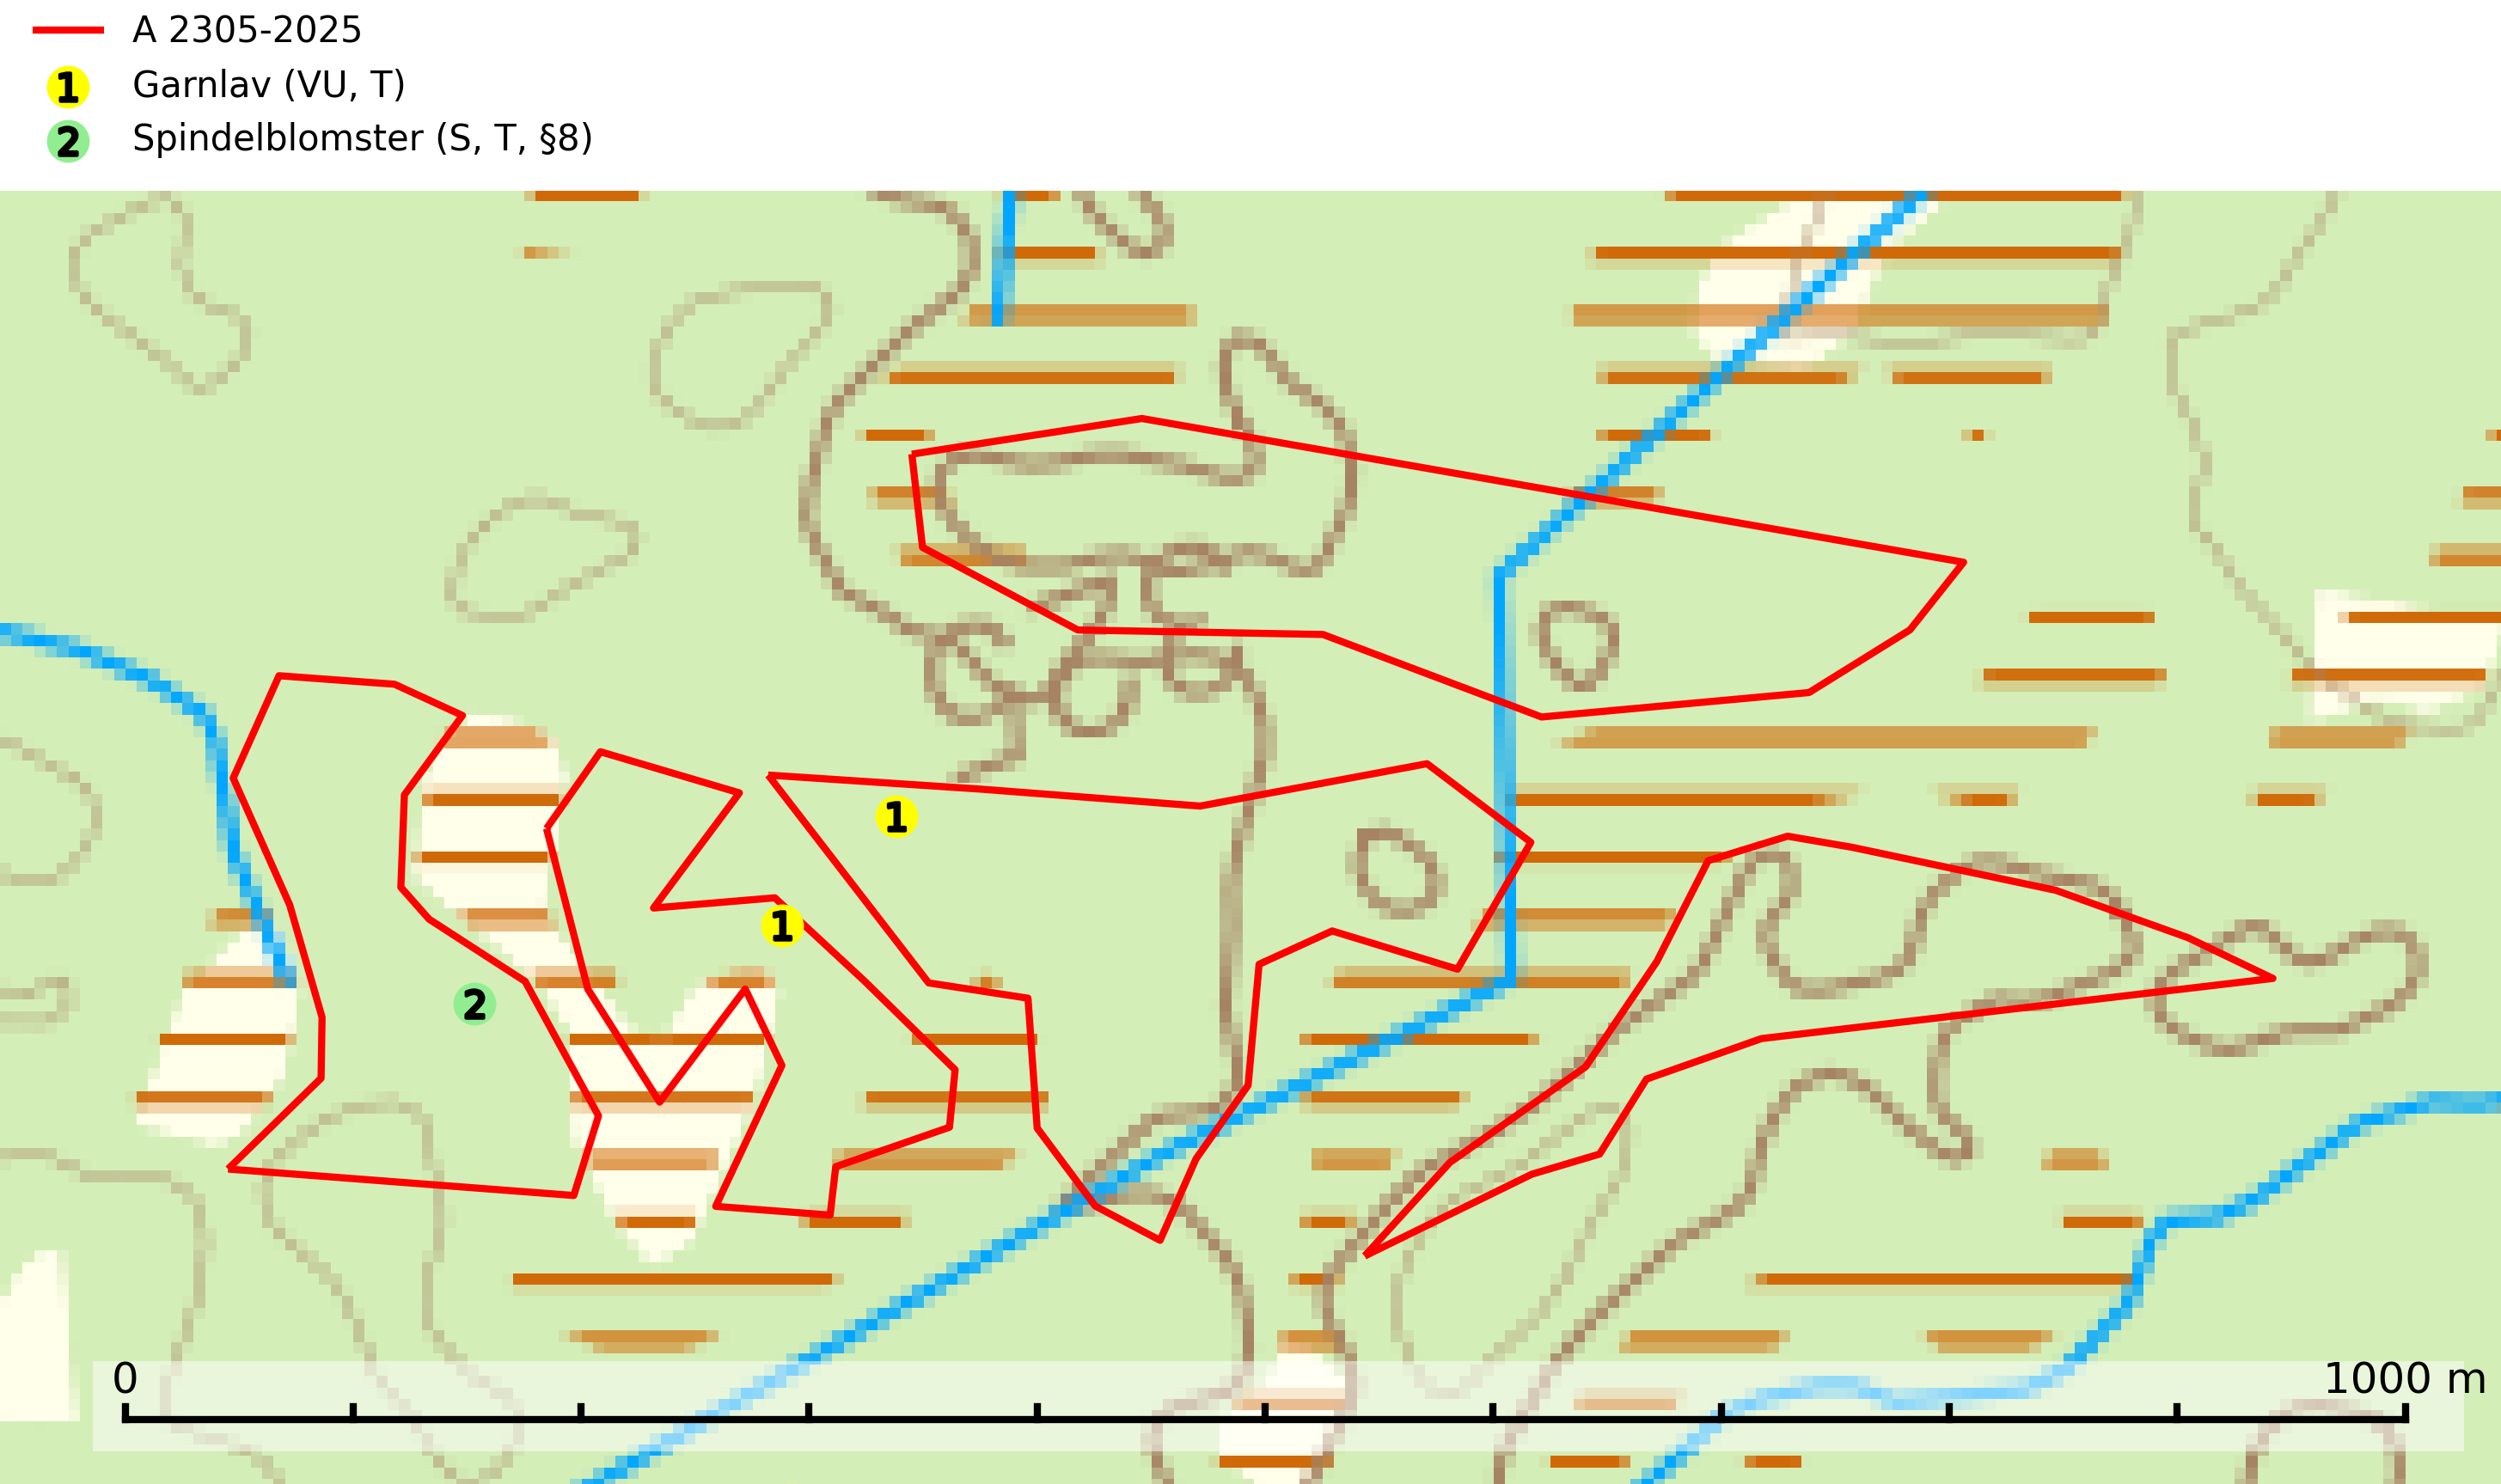 A 2305-2025
1 Garnlav (VU, T)
2 Spindelblomster (S, T, §8)
1
1
2
0 1000 m